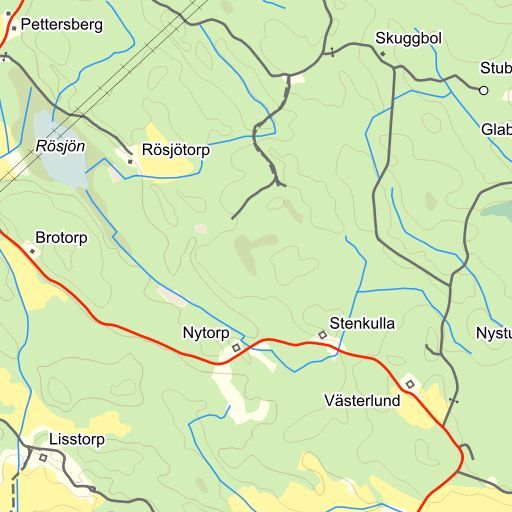 Pettersberg
Skuggbol
Stub
Glab
Rösjön
Rösjötorp
Brotorp
Stenkulla
Nytorp
Nystu
Västerlund
Lisstorp